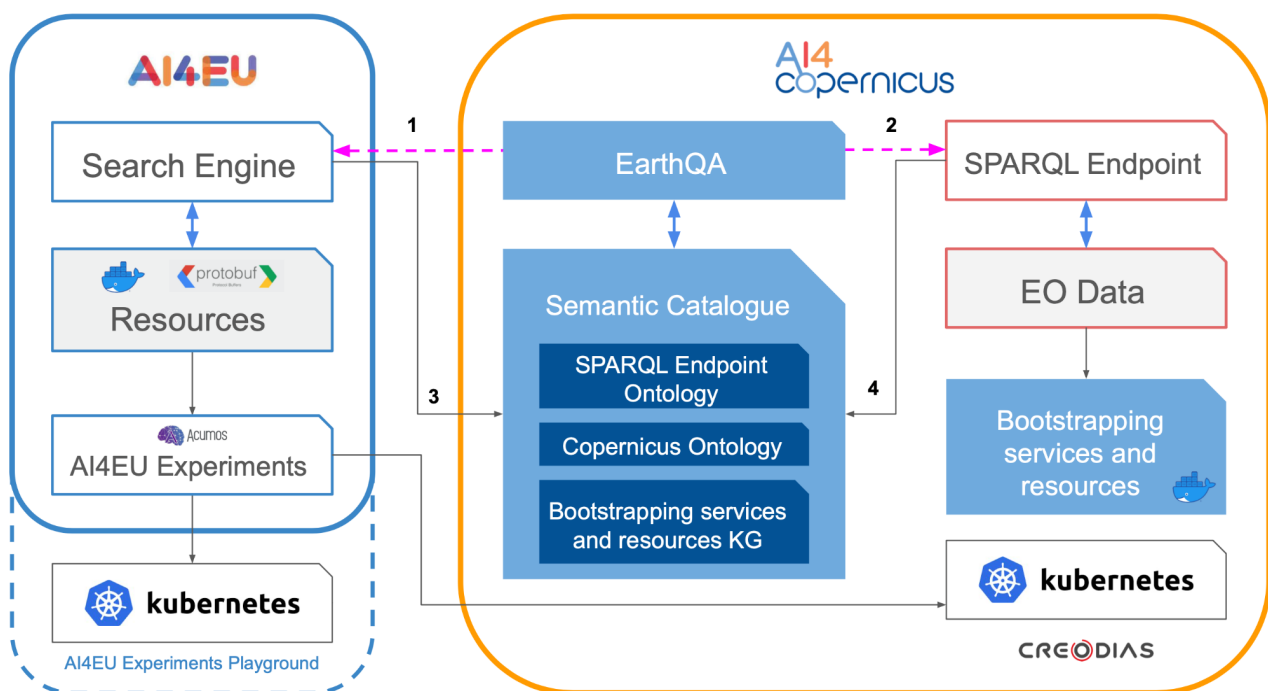 AI4EU
Search Engine
protobuf
Protocol Buffers
Resources
Acumos
AI4EU Experiments
kubernetes
AI4EU Experiments Playground
1
3
AI4
copernicus
EarthQA
2
SPARQL Endpoint
Semantic Catalogue
SPARQL Endpoint
Ontology
Copernicus Ontology
Bootstrapping services
and resources KG
4
EO Data
Bootstrapping
services and
resources
kubernetes
CREODIAS